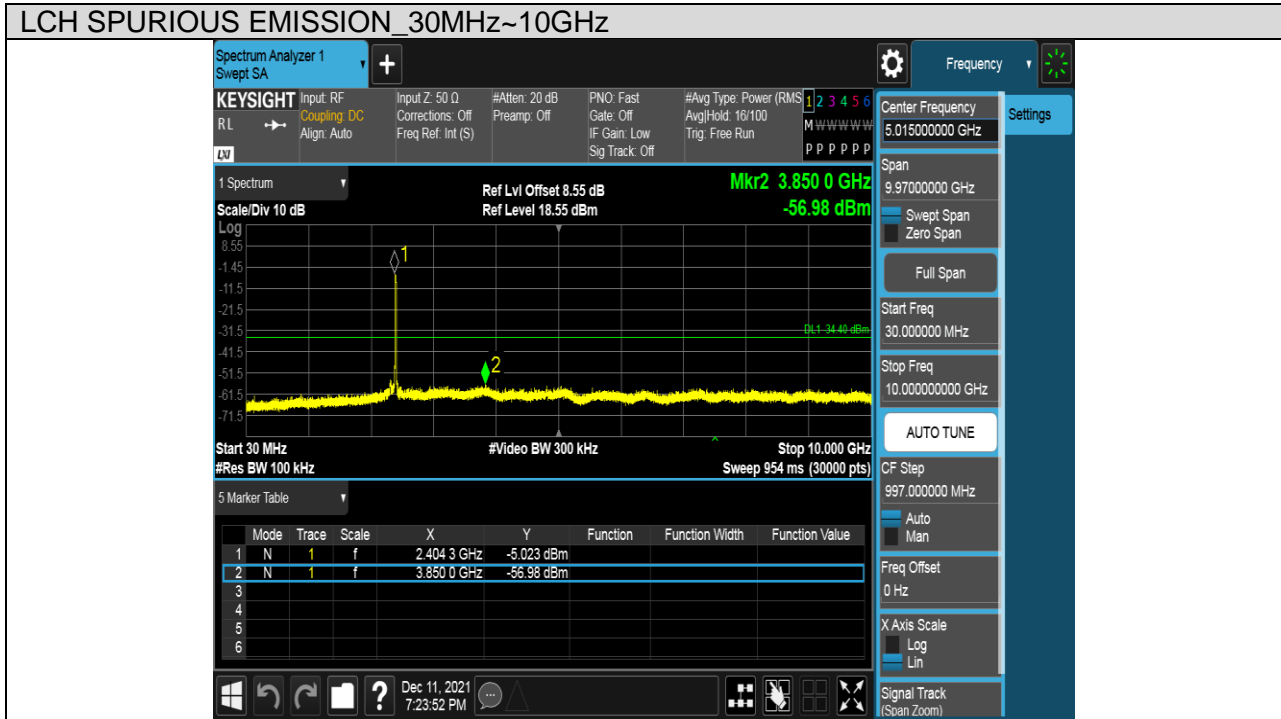 LCH SPURIOUS EMISSION_30MHz~10GHz
Spectrum Analyzer 1
Swept SA
+
Frequency
KEYSIGHT
RL
LXI
Input: RF
Coupling: DC
Align: Auto
Input Z: 50 Ω
Corrections: Off
Freq Ref: Int (S)
#Atten: 20 dB
Preamp: Off
PNO: Fast
Gate: Off
IF Gain: Low
Sig Track: Off
#Avg Type: Power (RMS
Avg|Hold: 16/100
Trig: Free Run
1 2 3 4 5 6
M W W W W W
P P P P P P
1 Spectrum
Scale/Div 10 dB
Ref Lvl Offset 8.55 dB
Ref Level 18.55 dBm
Mkr2 3.850 0 GHz
-56.98 dBm
Log
8.55
-1.45
-11.5
-21.5
-31.5
-41.5
-51.5
-61.5
-71.5
1
2
DL1 -34.40 dBm
Start 30 MHz
#Video BW 300 kHz
Stop 10.000 GHz
#Res BW 100 kHz
Sweep 954 ms (30000 pts)
5 Marker Table
Mode Trace Scale X Y Function Function Width Function Value
1 N 1 f 2.404 3 GHz -5.023 dBm
2 N 1 f 3.850 0 GHz -56.98 dBm
3
4
5
6
?
Dec 11, 2021
7:23:52 PM
Center Frequency
5.015000000 GHz
Settings
Span
9.97000000 GHz
Swept Span
Zero Span
Full Span
Start Freq
30.000000 MHz
Stop Freq
10.000000000 GHz
AUTO TUNE
CF Step
997.000000 MHz
Auto
Man
Freq Offset
0 Hz
X Axis Scale
Log
Lin
Signal Track
(Span Zoom)